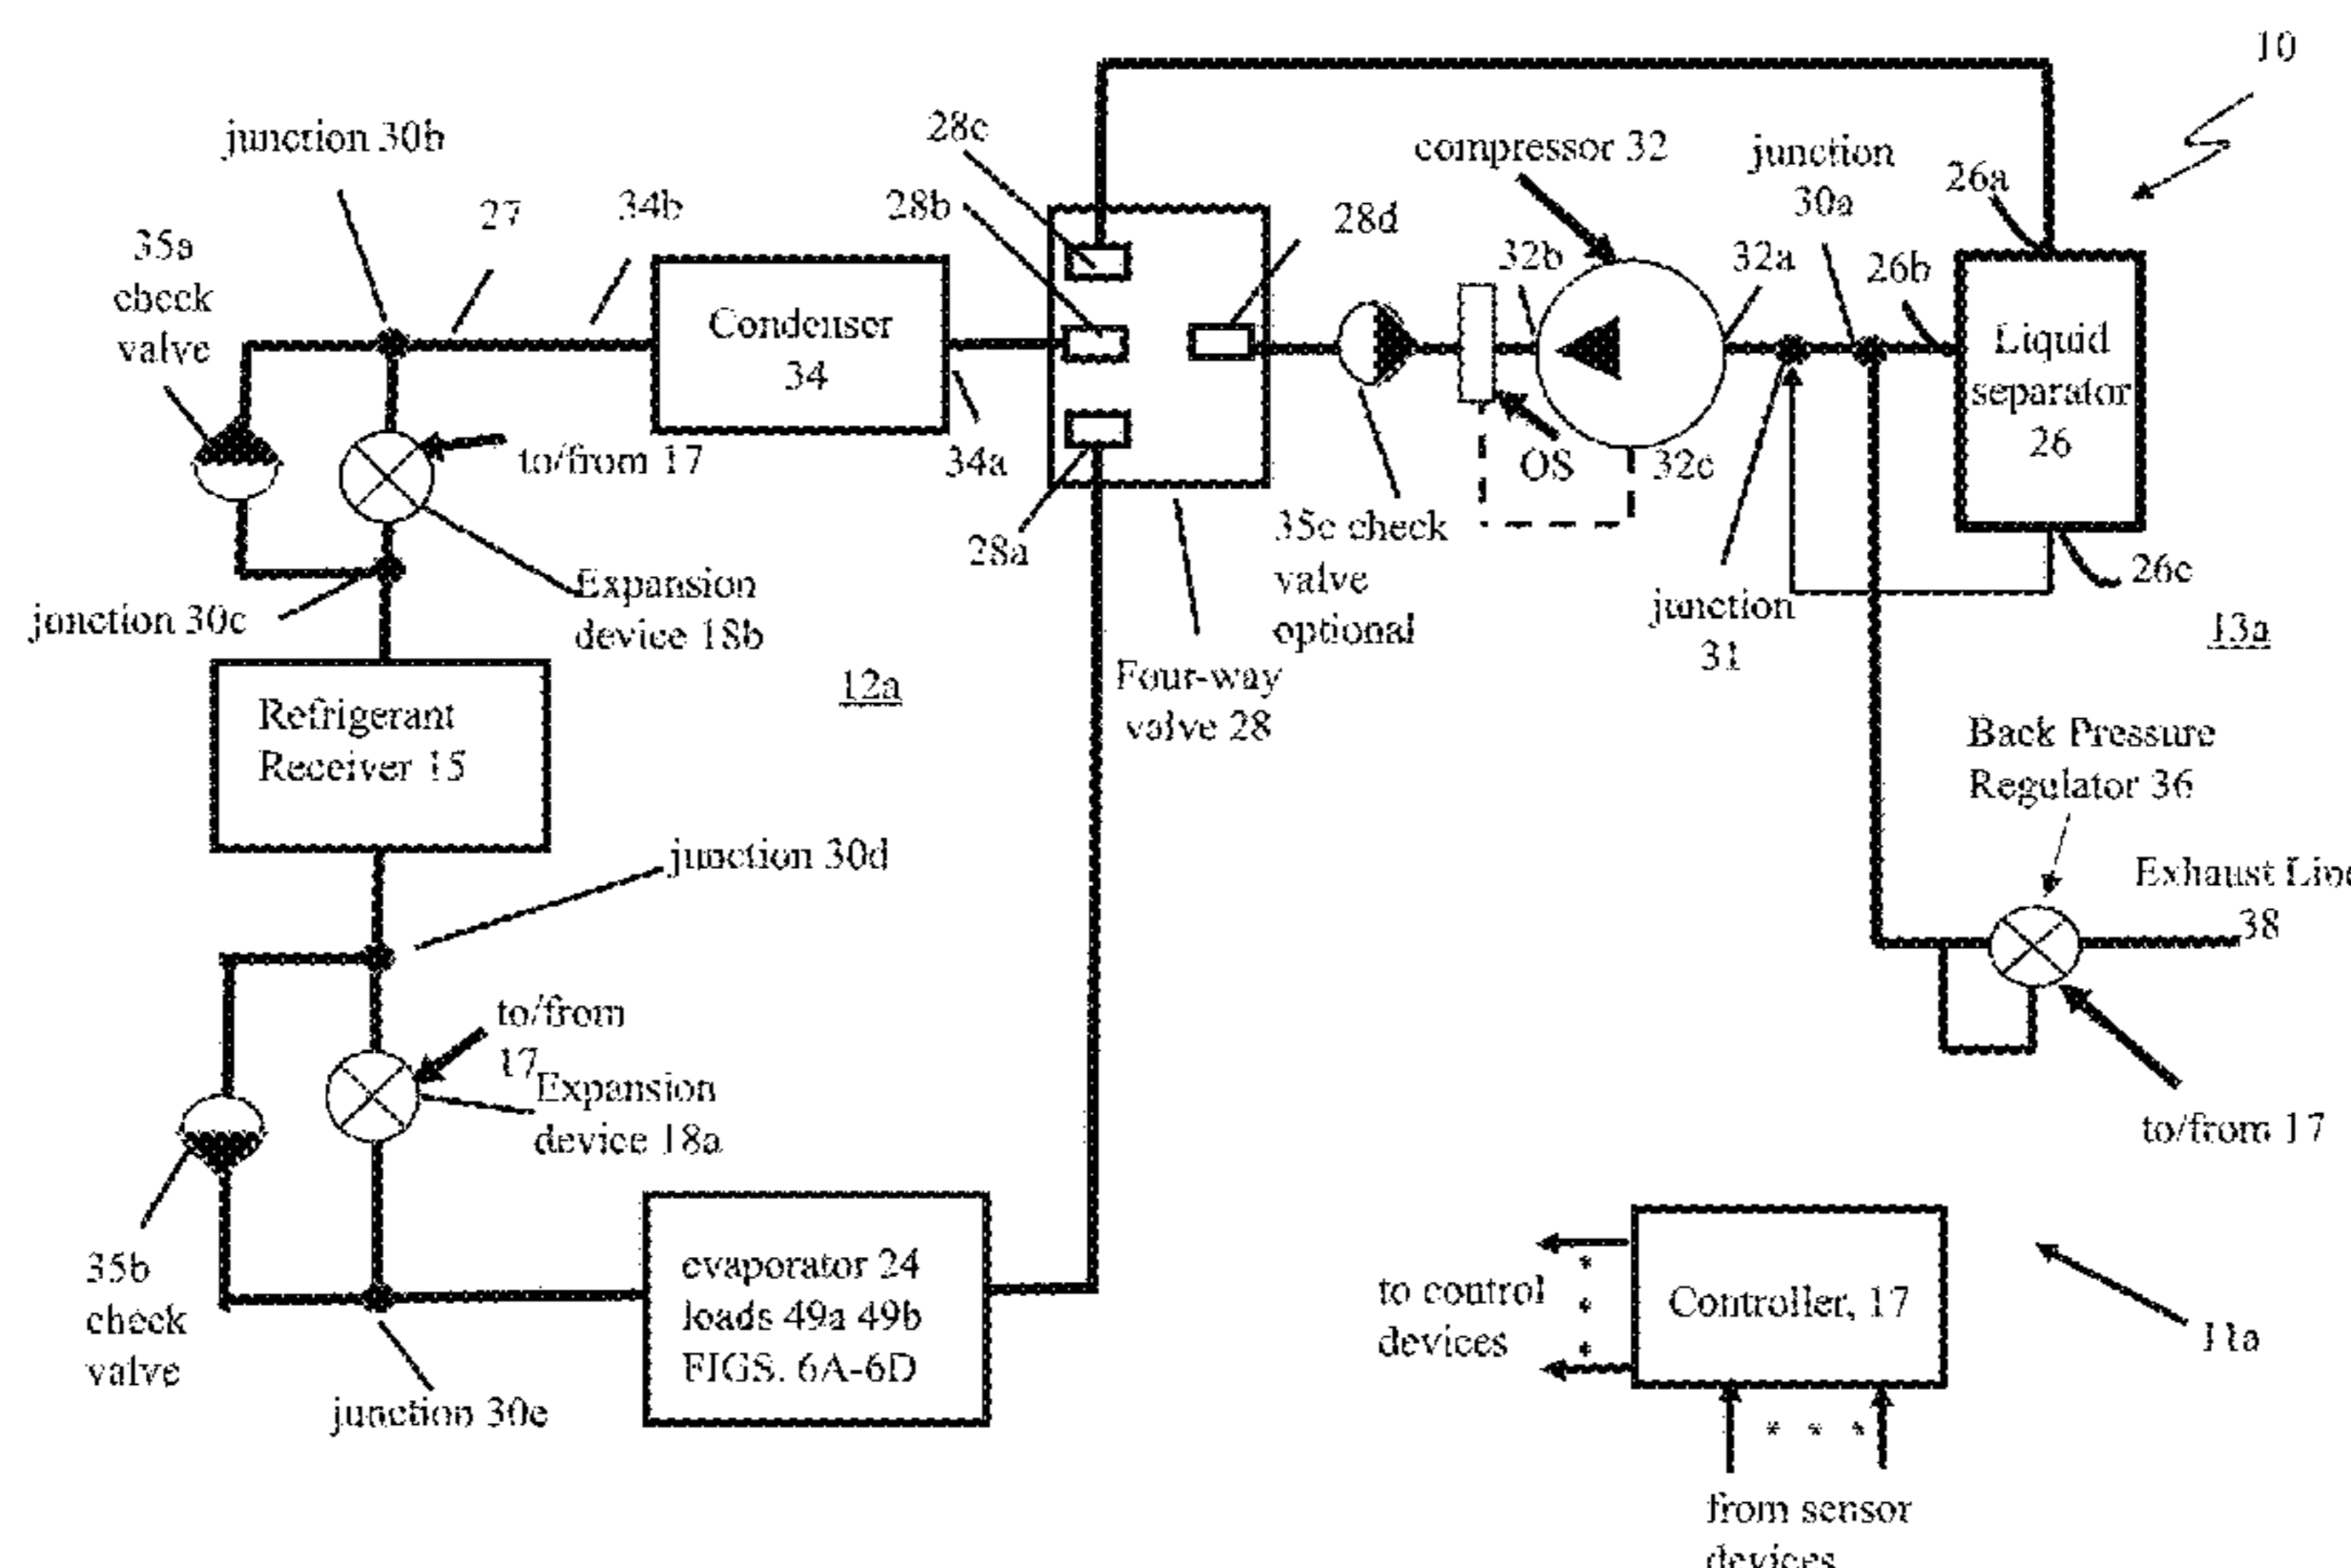 10
junction 30b
28c
compressor 32
junction
30a
26a
27
34b
28b
28d
35a
check
valve
32b
32a
26b
Condenser
34
Liquid
separator
26
to/from 17
34a
OS
32c
28a
35c check
valve
optional
26c
Expansion
device 18b
junction 30c
junction
31
13a
12a
Four-way
valve 28
Refrigerant
Receiver 15
Back Pressure
Regulator 36
junction 30d
Exhaust Line
38
to/from
17
Expansion
device 18a
to/from 17
35b
check
valve
evaporator 24
loads 49a 49b
FIGS. 6A-6D
to control
devices
Controller, 17
11a
junction 30e
from sensor
devices